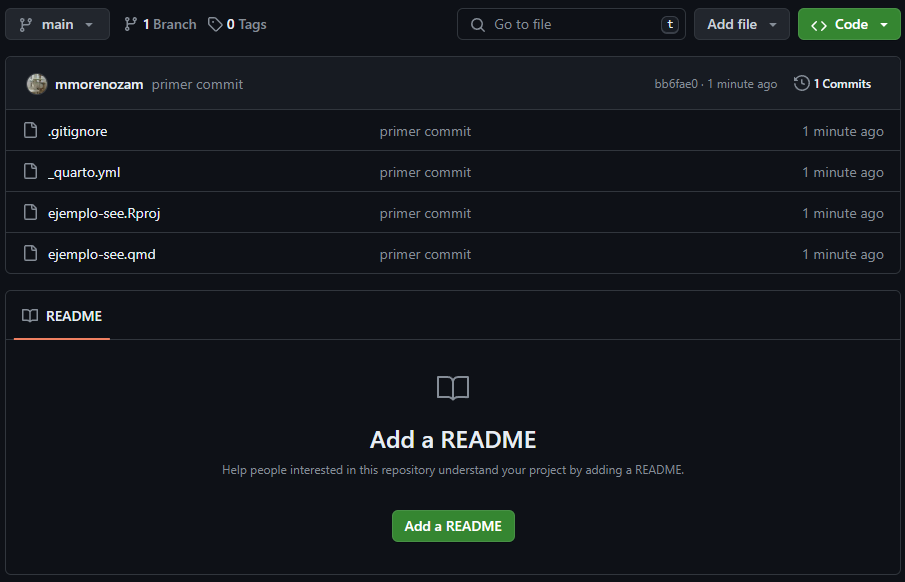 main 1 Branch 0 Tags Go to file t Add file Code
mmorenozam primer commit bb6fae0 · 1 minute ago 1 Commits
.gitignore primer commit 1 minute ago
_quarto.yml primer commit 1 minute ago
ejemplo-see.Rproj primer commit 1 minute ago
ejemplo-see.qmd primer commit 1 minute ago
README
Add a README
Help people interested in this repository understand your project by adding a README.
Add a README